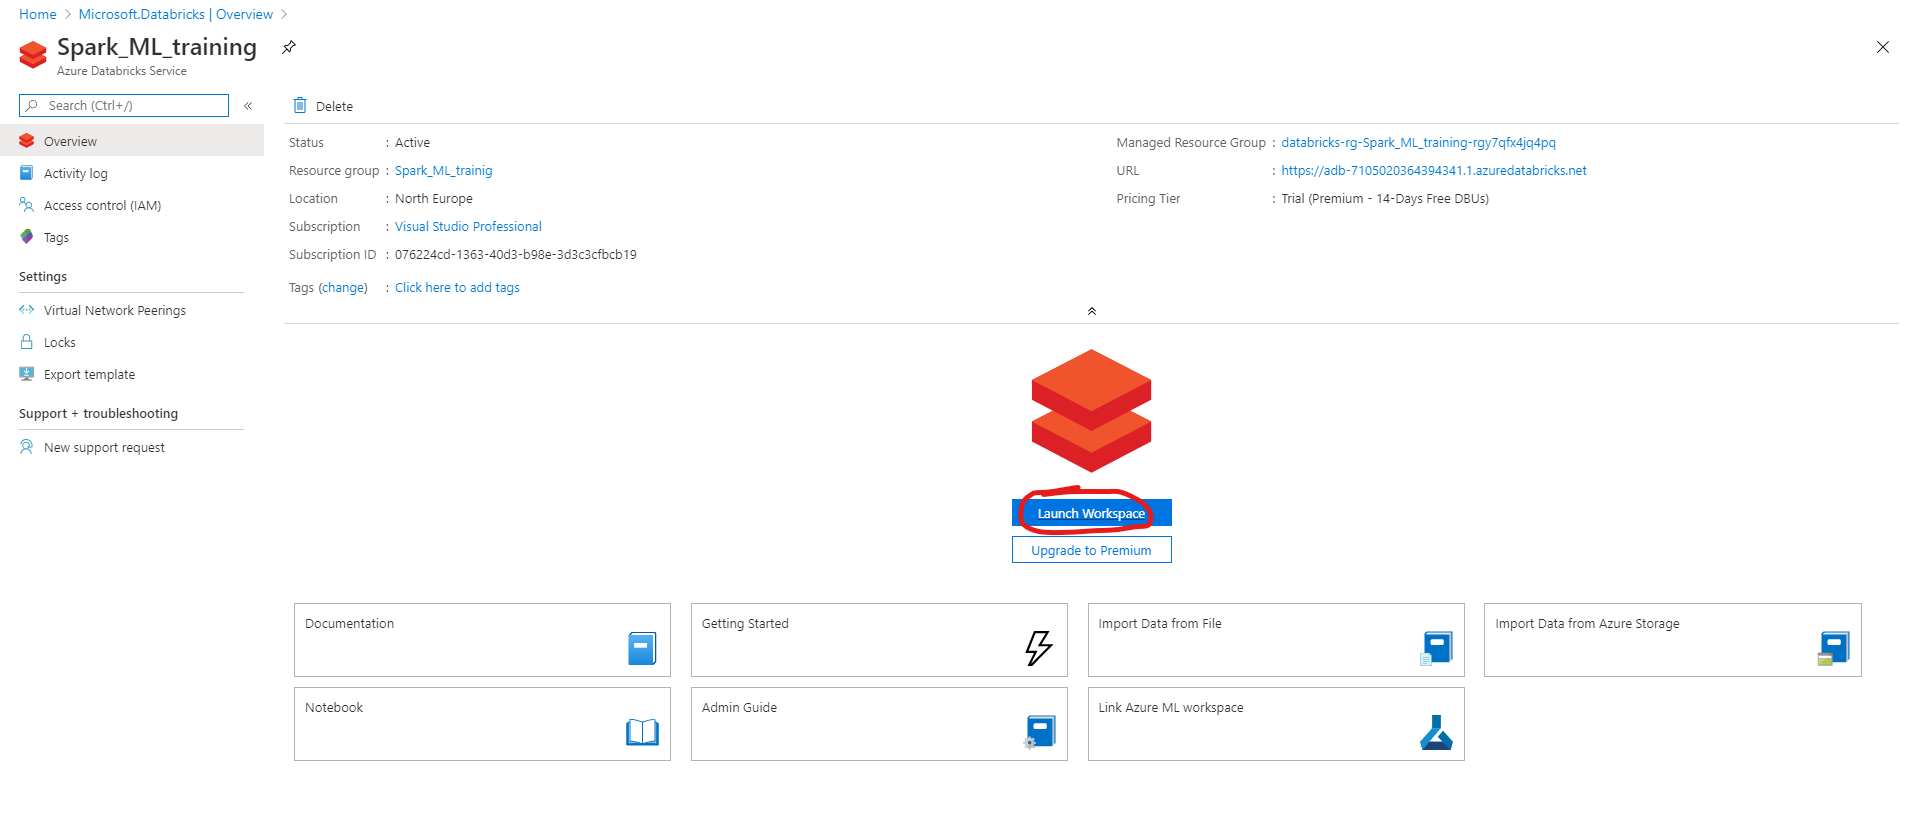 Home > Microsoft.Databricks | Overview >
Spark_ML_training
Azure Databricks Service
Search (Ctrl+/)
«
Overview
Activity log
Access control (IAM)
Tags
Settings
Virtual Network Peerings
Locks
Export template
Support + troubleshooting
New support request
Delete
Status : Active
Resource group : Spark_ML_trainig
Location : North Europe
Subscription : Visual Studio Professional
Subscription ID : 076224cd-1363-40d3-b98e-3d3c3cfbcb19
Tags (change) : Click here to add tags
Managed Resource Group : databricks-rg-Spark_ML_training-rgy7qfx4jq4pq
URL : https://adb-7105020364394341.1.azuredatabricks.net
Pricing Tier : Trial (Premium - 14-Days Free DBUs)
Launch Workspace
Upgrade to Premium
Documentation
Getting Started
Import Data from File
Import Data from Azure Storage
Notebook
Admin Guide
Link Azure ML workspace